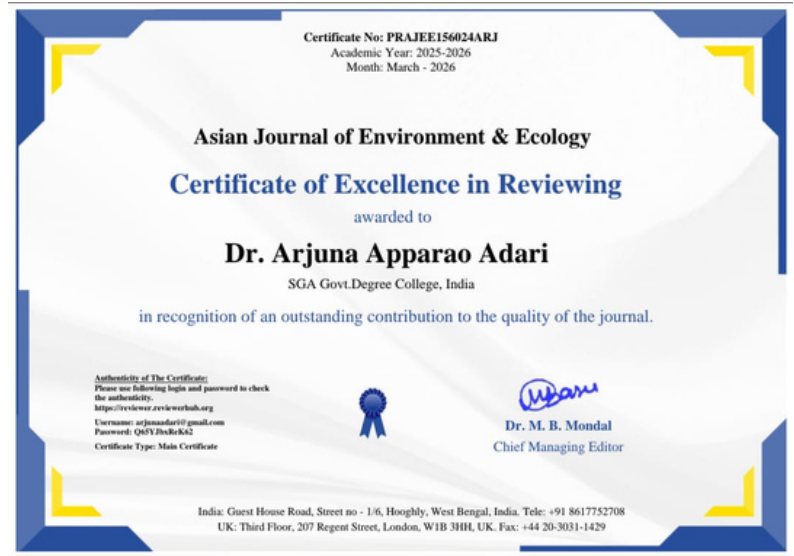 Certificate No: PRAJEE156024ARJ
Academic Year: 2025-2026
Month: March - 2026
Asian Journal of Environment & Ecology
Certificate of Excellence in Reviewing
awarded to
Dr. Arjuna Apparao Adari
SGA Govt.Degree College, India
in recognition of an outstanding contribution to the quality of the journal.
Authenticity of The Certificate:
Please use following login and password to check
the authenticity.
https://reviewer.reviewerhub.org
Username: arjunaadari@gmail.com
Password: Q65YJbxReK62
Certificate Type: Main Certificate
Dr. M. B. Mondal
Chief Managing Editor
India: Guest House Road, Street no - 1/6, Hooghly, West Bengal, India. Tele: +91 8617752708
UK: Third Floor, 207 Regent Street, London, W1B 3HH, UK. Fax: +44 20-3031-1429